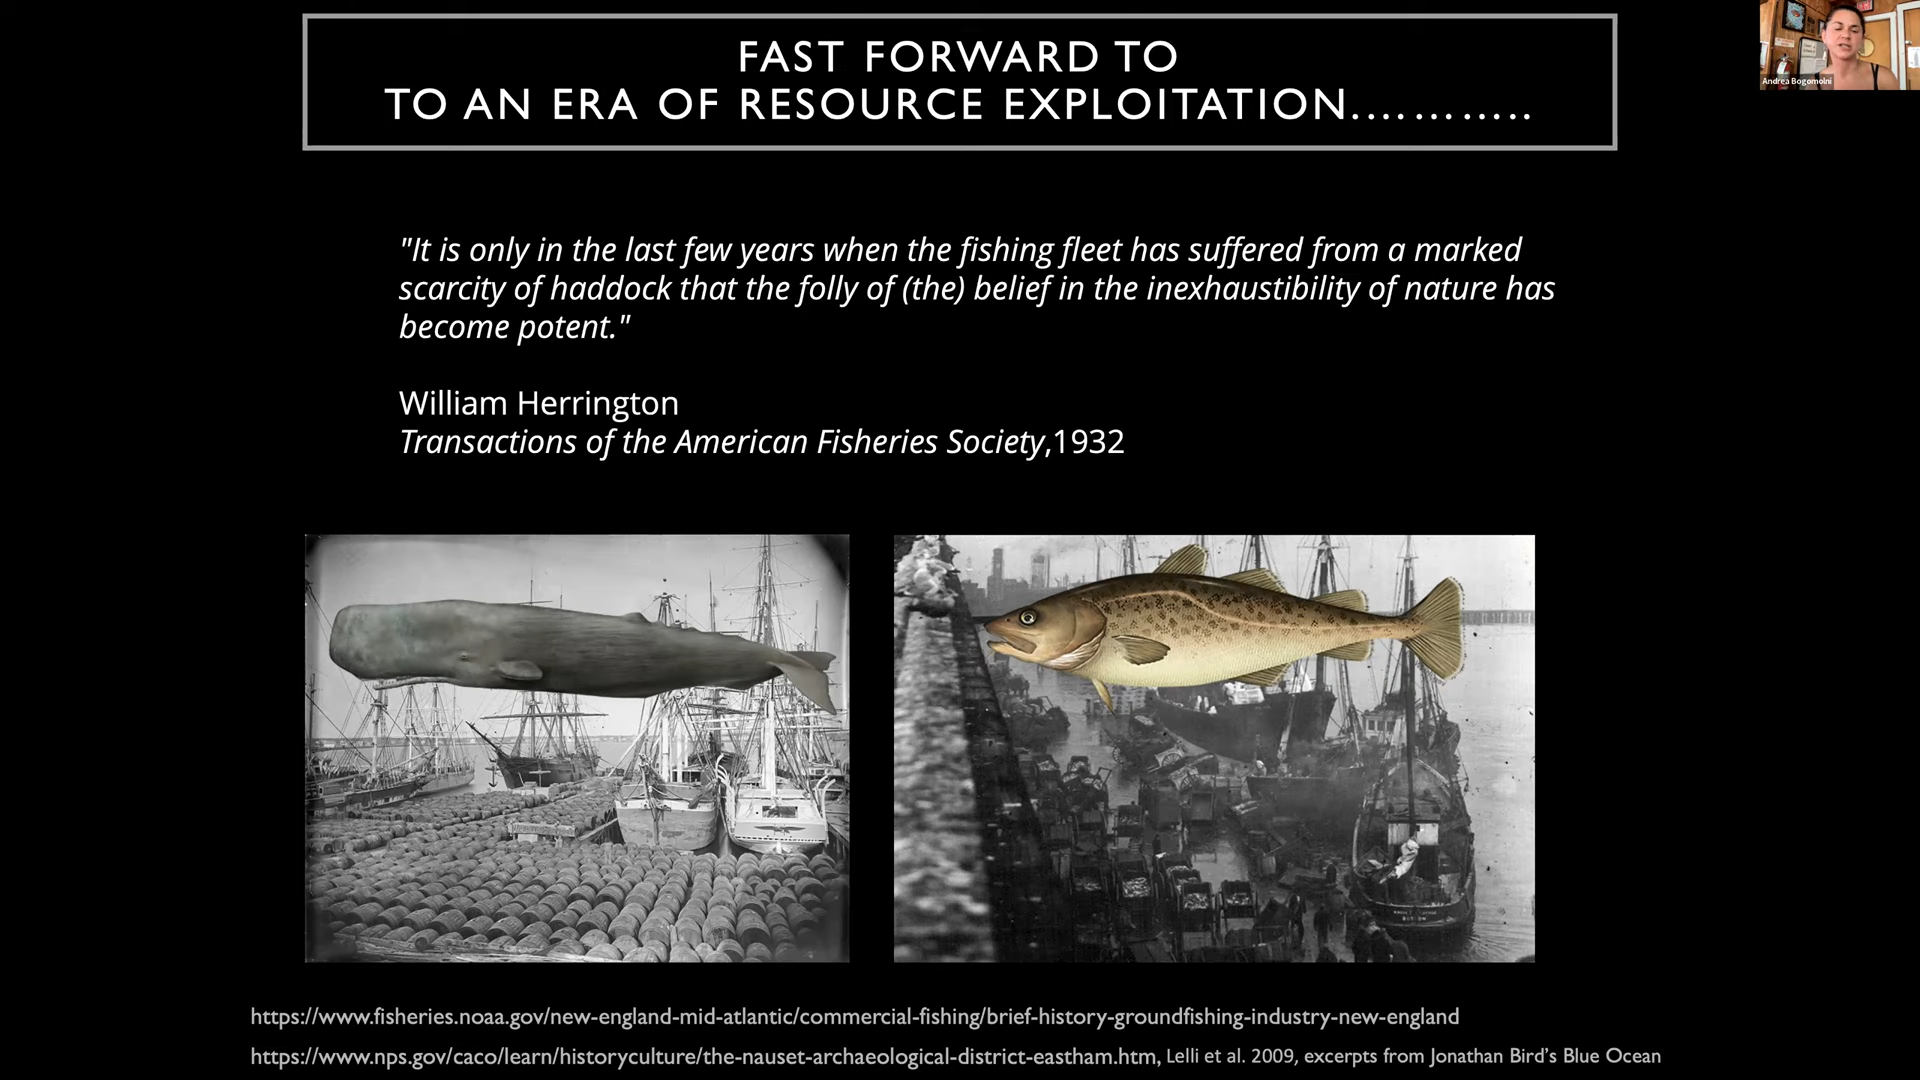 FAST FORWARD TO
TO AN ERA OF RESOURCE EXPLOITATION...........
Andrea Bogomolni
"It is only in the last few years when the fishing fleet has suffered from a marked
scarcity of haddock that the folly of (the) belief in the inexhaustibility of nature has
become potent."
William Herrington
Transactions of the American Fisheries Society,1932
BOSTON
https://www.fisheries.noaa.gov/new-england-mid-atlantic/commercial-fishing/brief-history-groundfishing-industry-new-england
https://www.nps.gov/caco/learn/historyculture/the-nauset-archaeological-district-eastham.htm, Lelli et al. 2009, excerpts from Jonathan Bird's Blue Ocean